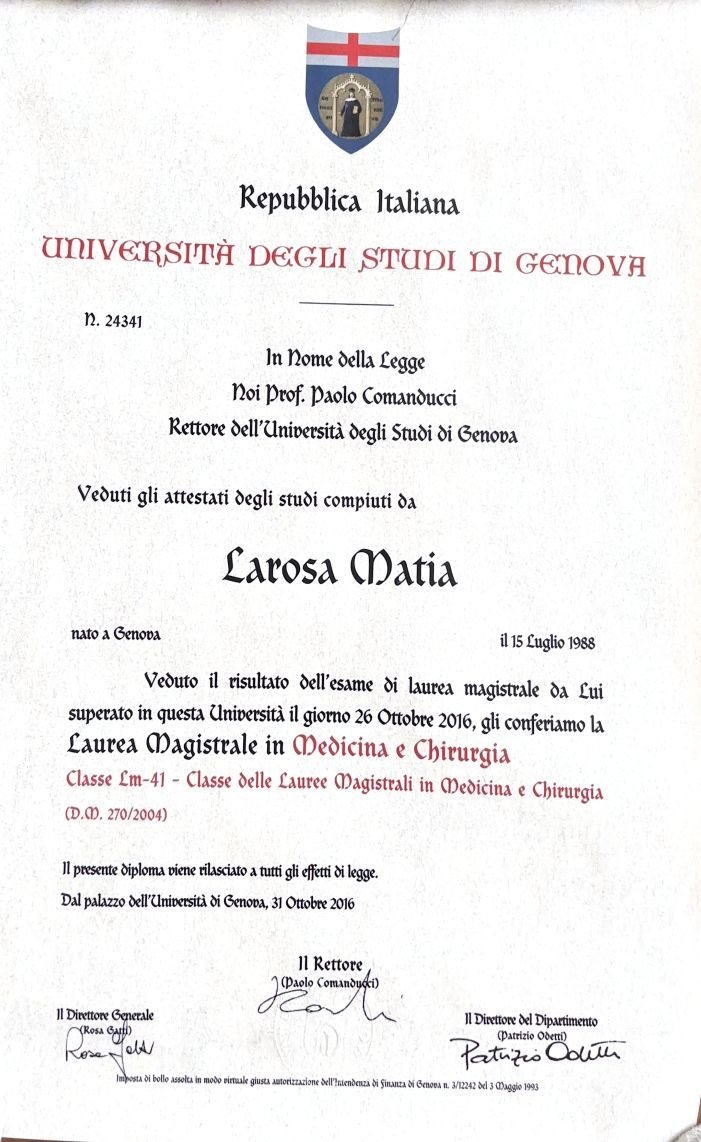 Repubblica Italiana
UNIVERSITÀ DEGLI STUDI DI GENOVA
N. 24341
In Nome della Legge
Noi Prof. Paolo Comanducci
Rettore dell'Università degli Studi di Genova
Veduti gli attestati degli studi compiuti da
Larosa Matia
nato a Genova il 15 Luglio 1988
Veduto il risultato dell'esame di laurea magistrale da Lui
superato in questa Università il giorno 26 Ottobre 2016, gli conferiamo la
Laurea Magistrale in Medicina e Chirurgia
Classe Lm-41 - Classe delle Lauree Magistrali in Medicina e Chirurgia
(D.M. 270/2004)
Il presente diploma viene rilasciato a tutti gli effetti di legge.
Dal palazzo dell'Università di Genova, 31 Ottobre 2016
Il Rettore
(Paolo Comanducci)
Il Direttore Generale
(Rosa Gatti)
Il Direttore del Dipartimento
(Patrizio Odetti)
Patrizio Odetti
Imposta di bollo assolta in modo virtuale giusta autorizzazione dell'Intendenza di Finanza di Genova n. 3/12242 del 3 Maggio 1993